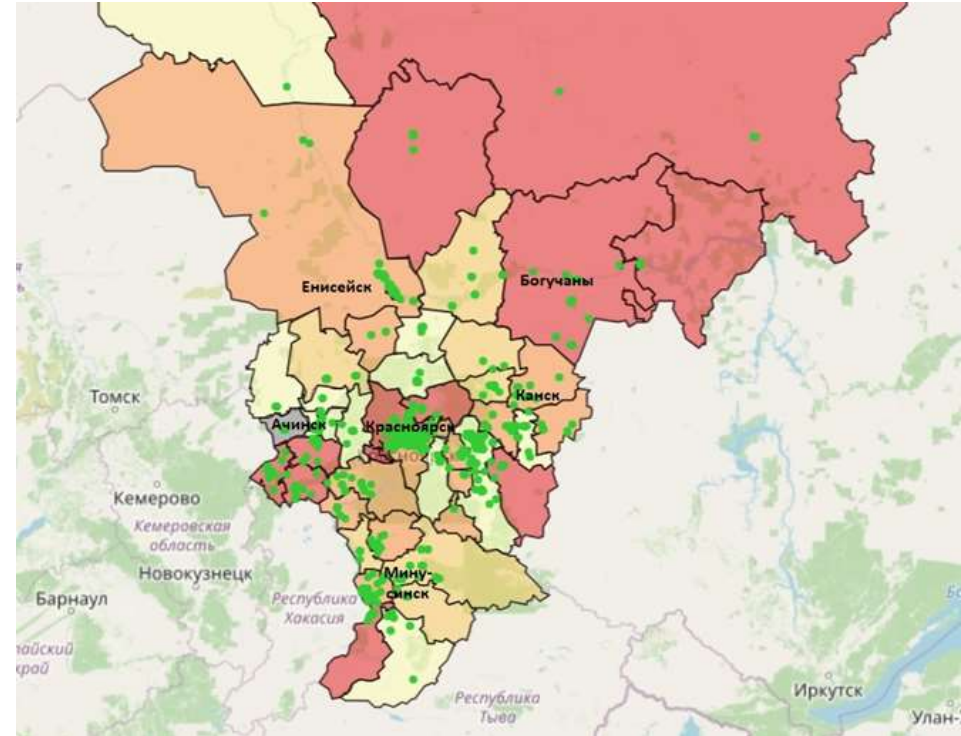 Енисейск
Богучаны
Томск
Канск
Ачинск
Красноярск
Кемерово
Кемеровская
область
Новокузнецк
Мину-
синск
Барнаул
Республика
Хакасия
край
Республика
Тыва
Иркутск
Улан-